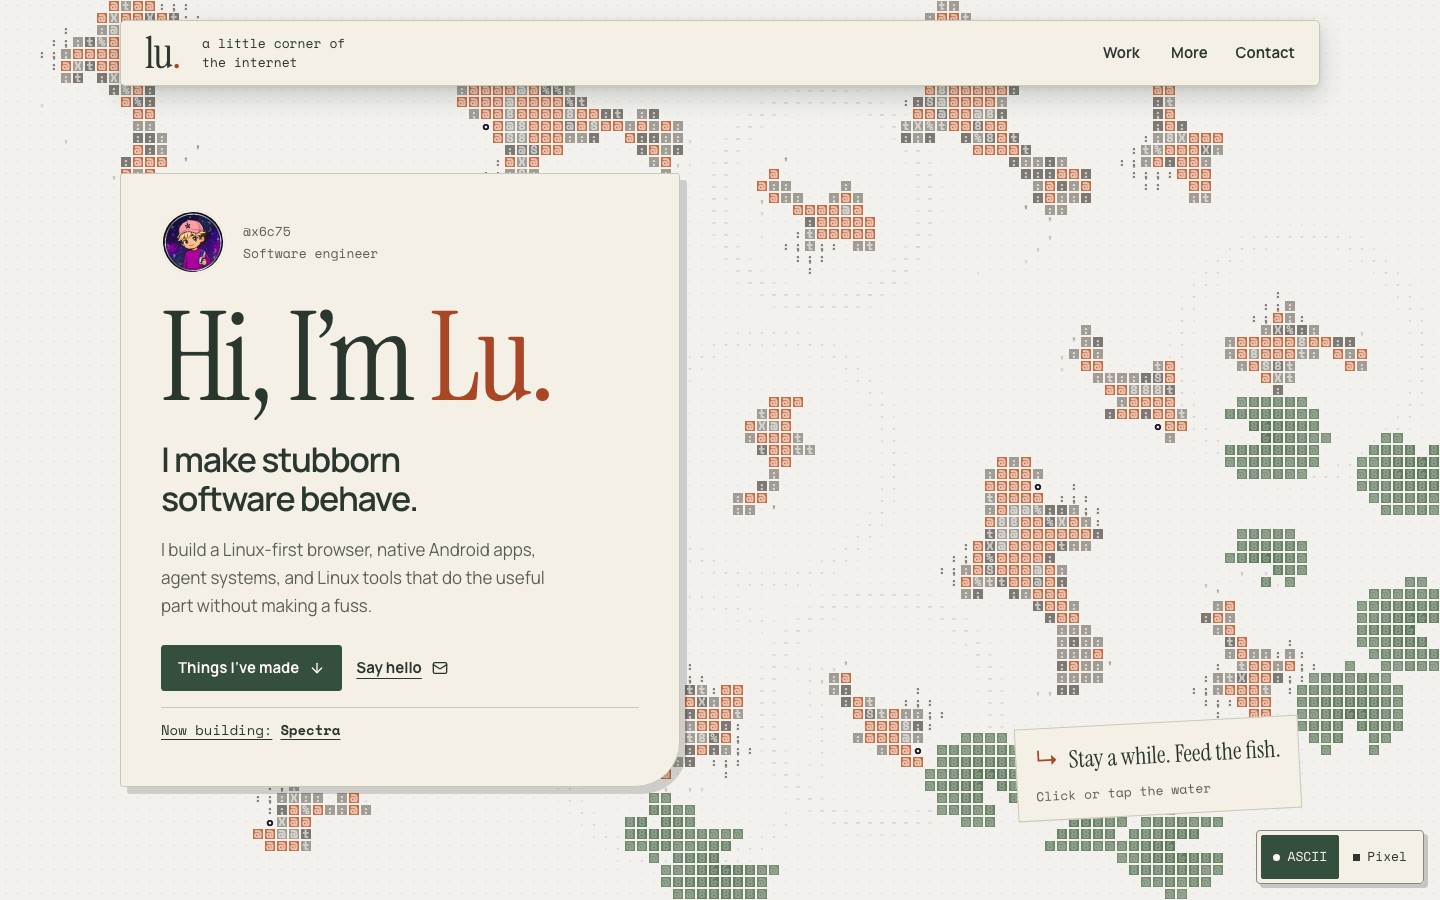 lu.
a little corner of
the internet
Work
More
Contact
@x6c75
Software engineer
Hi, I'm Lu.
I make stubborn
software behave.
I build a Linux-first browser, native Android apps,
agent systems, and Linux tools that do the useful
part without making a fuss.
Things I've made ↓
Say hello
Now building: Spectra
↳ Stay a while. Feed the fish.
Click or tap the water
ASCII
Pixel